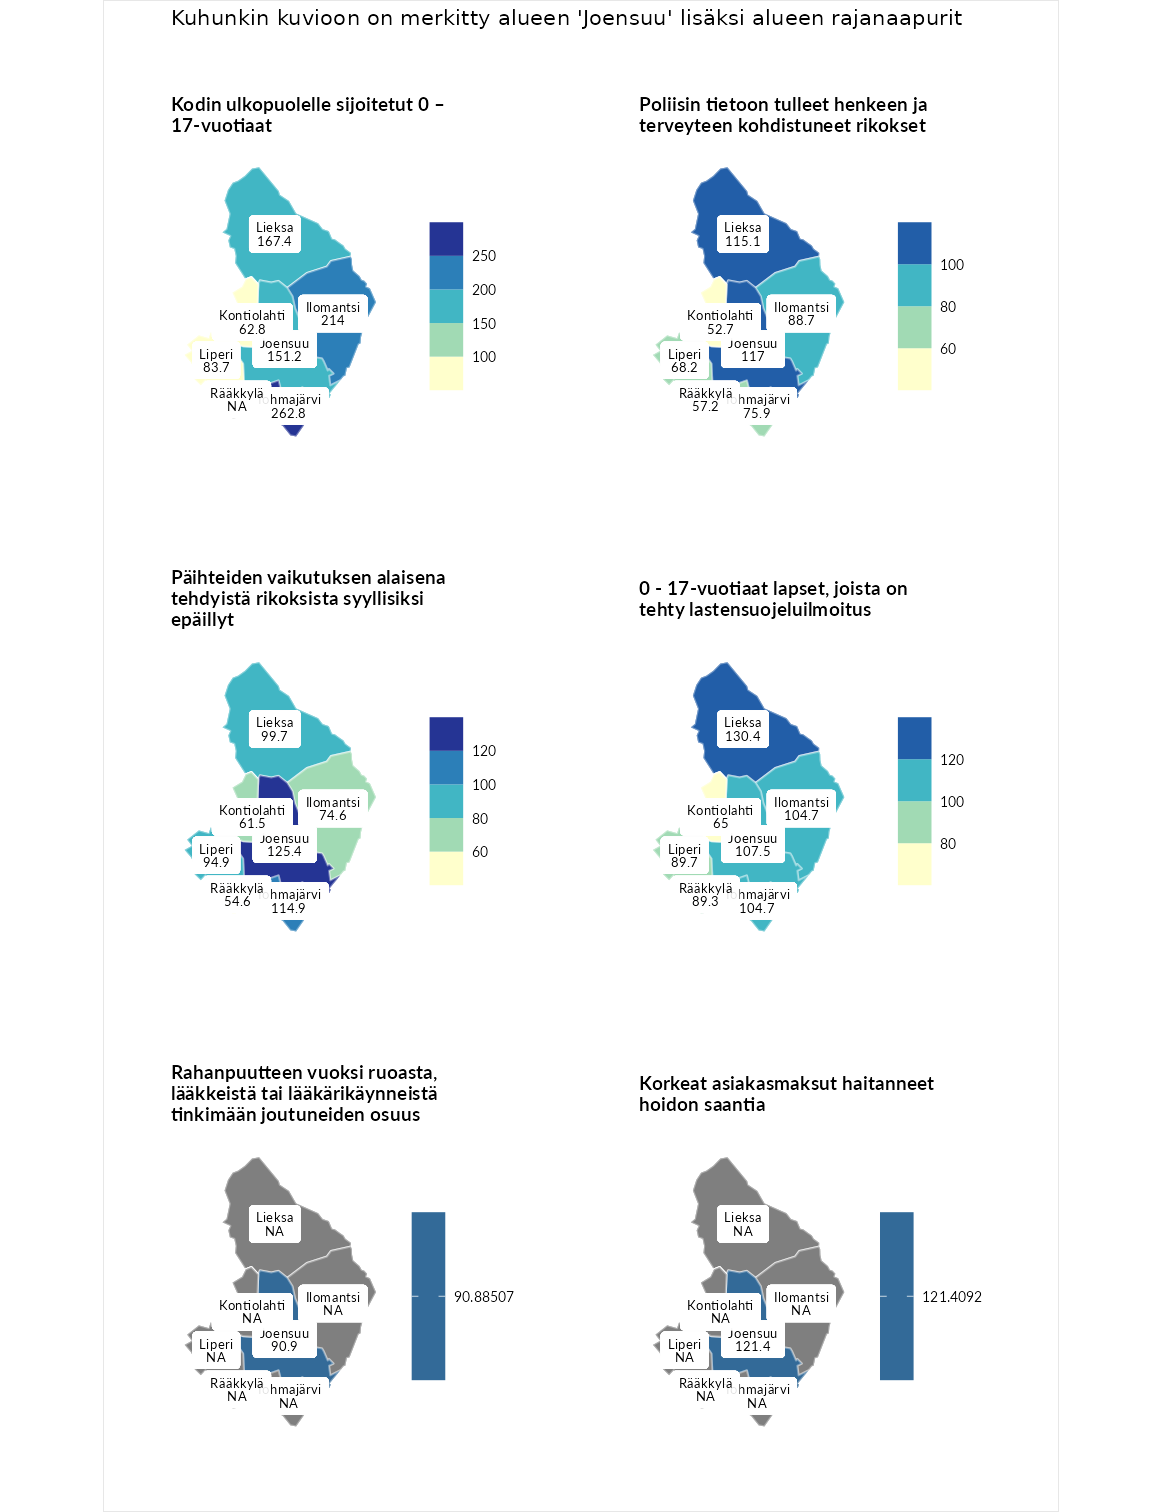 Kuhunkin kuvioon on merkitty alueen 'Joensuu' lisäksi alueen rajanaapurit
Kodin ulkopuolelle sijoitetut 0 –
17-vuotiaat
Lieksa
167.4
Ilomantsi
214
Kontiolahti
62.8
Joensuu
151.2
Liperi
83.7
Rääkkylä
NA
hmajärvi
262.8
250
200
150
100
Poliisin tietoon tulleet henkeen ja
terveyteen kohdistuneet rikokset
Lieksa
115.1
Ilomantsi
88.7
Kontiolahti
52.7
Joensuu
117
Liperi
68.2
Rääkkylä
57.2
hmajärvi
75.9
100
80
60
Päihteiden vaikutuksen alaisena
tehdyistä rikoksista syyllisiksi
epäillyt
Lieksa
99.7
Ilomantsi
74.6
Kontiolahti
61.5
Joensuu
125.4
Liperi
94.9
Rääkkylä
54.6
hmajärvi
114.9
120
100
80
60
0 - 17-vuotiaat lapset, joista on
tehty lastensuojeluilmoitus
Lieksa
130.4
Ilomantsi
104.7
Kontiolahti
65
Joensuu
107.5
Liperi
89.7
Rääkkylä
89.3
hmajärvi
104.7
120
100
80
Rahanpuutteen vuoksi ruoasta,
lääkkeistä tai lääkärikäynneistä
tinkimään joutuneiden osuus
Lieksa
NA
Ilomantsi
NA
Kontiolahti
NA
Joensuu
90.9
Liperi
NA
Rääkkylä
NA
hmajärvi
NA
90.88507
Korkeat asiakasmaksut haitanneet
hoidon saantia
Lieksa
NA
Ilomantsi
NA
Kontiolahti
NA
Joensuu
121.4
Liperi
NA
Rääkkylä
NA
hmajärvi
NA
121.4092